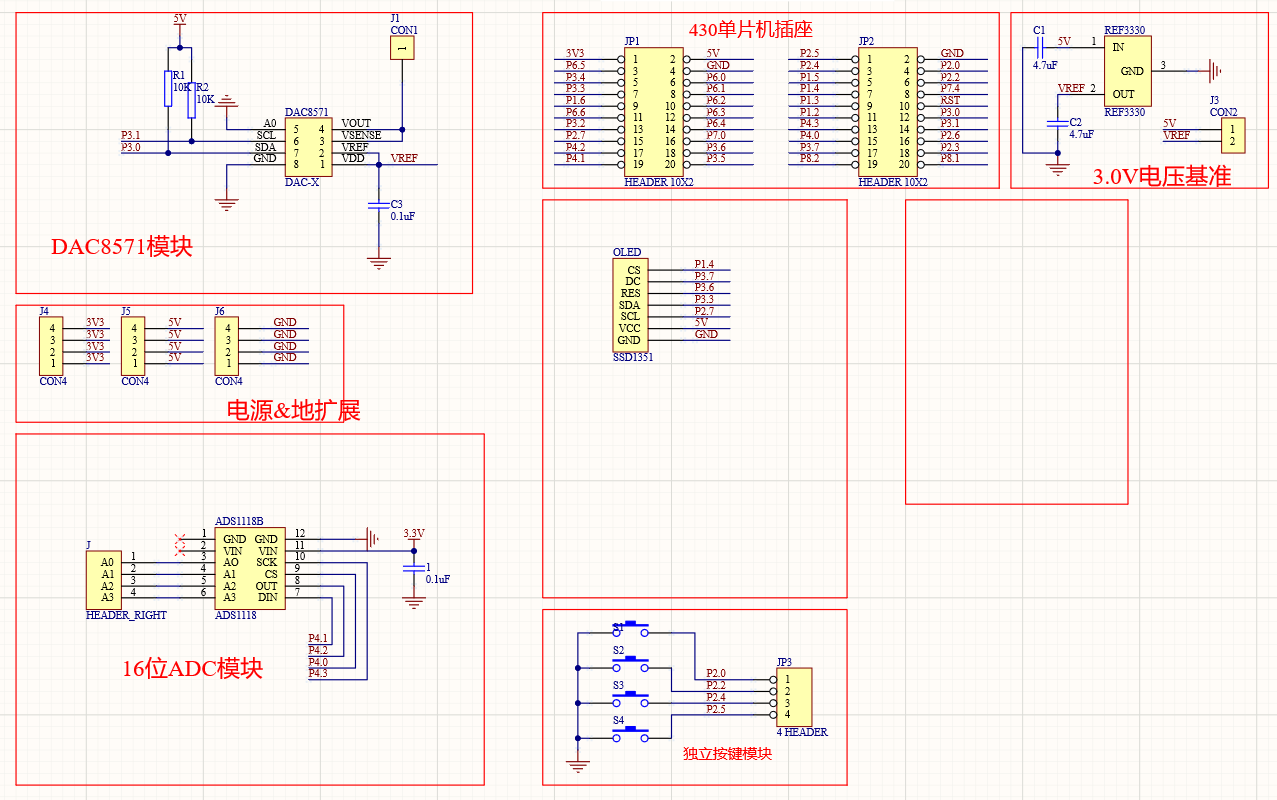 5V
R1
10K
R2
10K
P3.1
P3.0
DAC8571
A0 5 4 VOUT
SCL 6 3 VSENSE
SDA 7 2 VREF
GND 8 1 VDD
DAC-X
VREF
J1
CON1
1
C3
0.1uF
DAC8571模块
430单片机插座
JP1
3V3 1 2 5V
P6.5 3 4 GND
P3.4 5 6 P6.0
P3.3 7 8 P6.1
P1.6 9 10 P6.2
P6.6 11 12 P6.3
P3.2 13 14 P6.4
P2.7 15 16 P7.0
P4.2 17 18 P3.6
P4.1 19 20 P3.5
HEADER 10X2
JP2
P2.5 1 2 GND
P2.4 3 4 P2.0
P1.5 5 6 P2.2
P1.4 7 8 P7.4
P1.3 9 10 RST
P1.2 11 12 P3.0
P4.3 13 14 P3.1
P4.0 15 16 P2.6
P3.7 17 18 P2.3
P8.2 19 20 P8.1
HEADER 10X2
C1
4.7uF
5V
REF3330
1 IN
GND 3
VREF 2 OUT
REF3330
C2
4.7uF
J3
CON2
5V 1
VREF 2
3.0V电压基准
J4
4 3V3
3 3V3
2 3V3
1 3V3
CON4
J5
4 5V
3 5V
2 5V
1 5V
CON4
J6
4 GND
3 GND
2 GND
1 GND
CON4
电源&地扩展
OLED
CS P1.4
DC P3.7
RES P3.6
SDA P3.3
SCL P2.7
VCC 5V
GND GND
SSD1351
J
A0 1
A1 2
A2 3
A3 4
HEADER_RIGHT
ADS1118B
1 GND GND 12
2 VIN VIN 11
3 AO SCK 10
4 A1 CS 9
5 A2 OUT 8
6 A3 DIN 7
ADS1118
3.3V
1
0.1uF
P4.1
P4.2
P4.0
P4.3
16位ADC模块
S1
S2
S3
S4
JP3
P2.0 1
P2.2 2
P2.4 3
P2.5 4
4 HEADER
独立按键模块